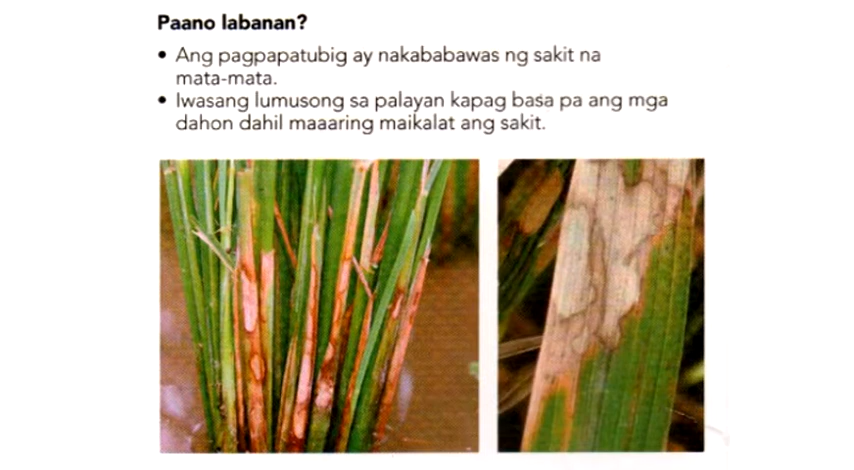 Paano labanan?
• Ang pagpapatubig ay nakababawas ng sakit na
mata-mata.
• Iwasang lumusong sa palayan kapag basa pa ang mga
dahon dahil maaaring maikalat ang sakit.